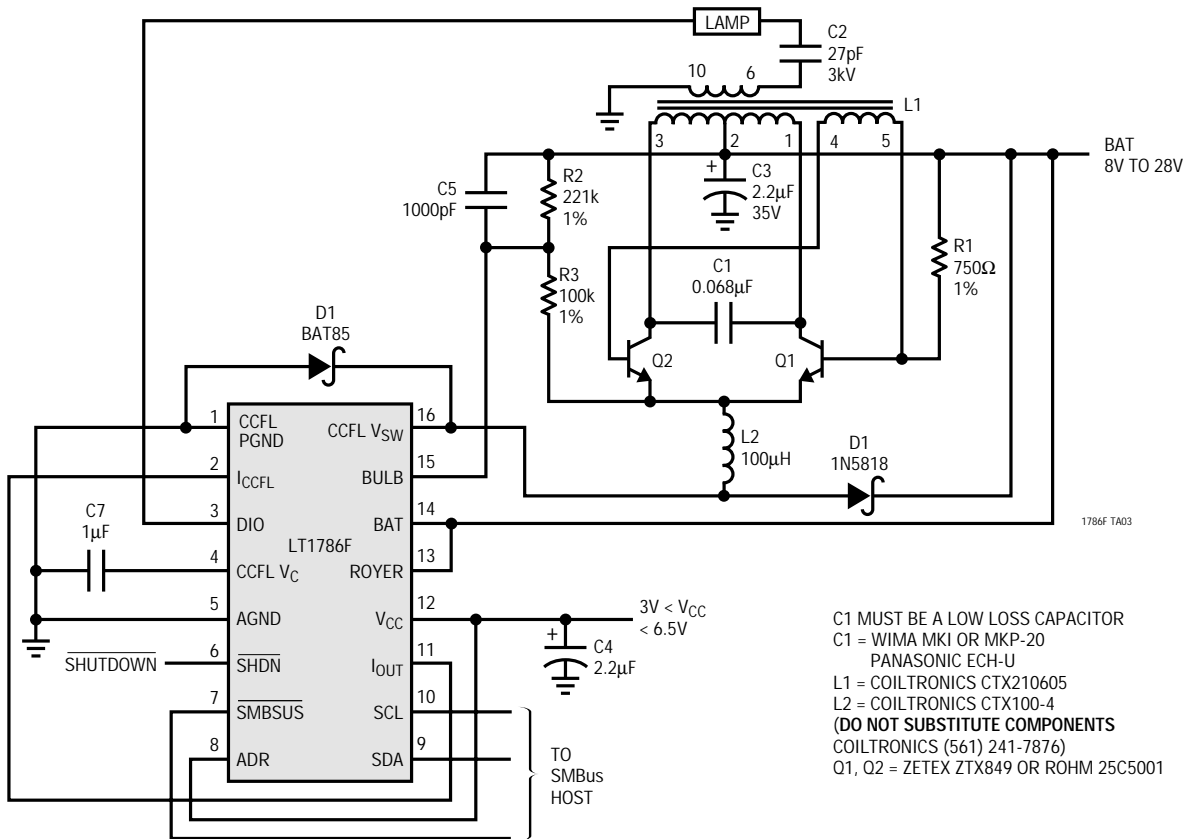 LAMP
C2
27pF
3kV
10
6
L1
3
2
1
4
5
BAT
8V TO 28V
C5
1000pF
R2
221k
1%
+
C3
2.2µF
35V
R1
750Ω
1%
R3
100k
1%
C1
0.068µF
D1
BAT85
Q2
Q1
L2
100µH
D1
1N5818
1
CCFL
PGND
CCFL VSW
16
2
ICCFL
BULB
15
3
DIO
BAT
14
C7
1µF
LT1786F
4
CCFL VC
ROYER
13
5
AGND
VCC
12
3V < VCC
< 6.5V
+
C4
2.2µF
SHUTDOWN
6
SHDN
IOUT
11
7
SMBSUS
SCL
10
8
ADR
SDA
9
TO
SMBus
HOST
1786F TA03
C1 MUST BE A LOW LOSS CAPACITOR
C1 = WIMA MKI OR MKP-20
PANASONIC ECH-U
L1 = COILTRONICS CTX210605
L2 = COILTRONICS CTX100-4
(DO NOT SUBSTITUTE COMPONENTS
COILTRONICS (561) 241-7876)
Q1, Q2 = ZETEX ZTX849 OR ROHM 25C5001